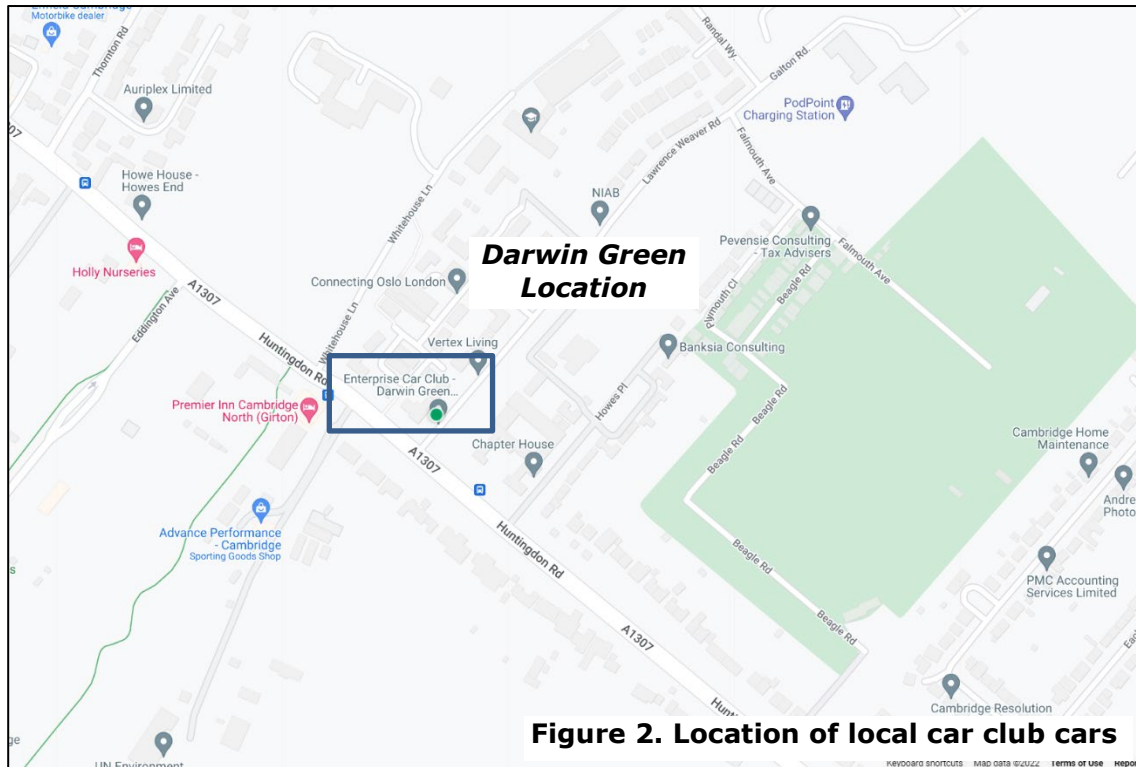 Motorbike dealer
Thornton Rd
Auriplex Limited
Randal Wy
Galton Rd.
PodPoint
Charging Station
Lawrence Weaver Rd
Falmouth Ave
Howe House -
Howes End
Whitehouse Ln
NIAB
Holly Nurseries
Darwin Green
Location
Pevensie Consulting
- Tax Advisers
Falmouth Ave
A1307
Eddington Ave
Connecting Oslo London
Plymouth Cl
Beagle Rd
Whitehouse Ln
Huntingdon Rd
Vertex Living
Banksia Consulting
Enterprise Car Club -
Darwin Green...
Premier Inn Cambridge
North (Girton)
Howes Pl
Beagle Rd
A1307
Chapter House
Beagle Rd
Cambridge Home
Maintenance
Andre
Photo
Advance Performance
- Cambridge
Sporting Goods Shop
Huntingdon Rd
Beagle Rd
PMC Accounting
Services Limited
A1307
Beagle Rd
Cambridge Resolution
Figure 2. Location of local car club cars
Keyboard shortcuts Map data ©2022 Terms of Use Repor